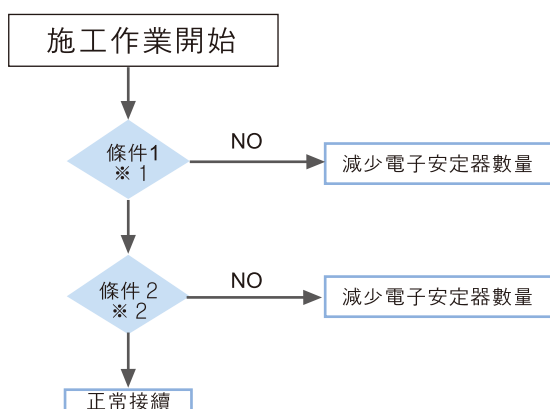 施工作業開始
條件1
※ 1
NO
減少電子安定器數量
條件 2
※ 2
NO
減少電子安定器數量
正常接續